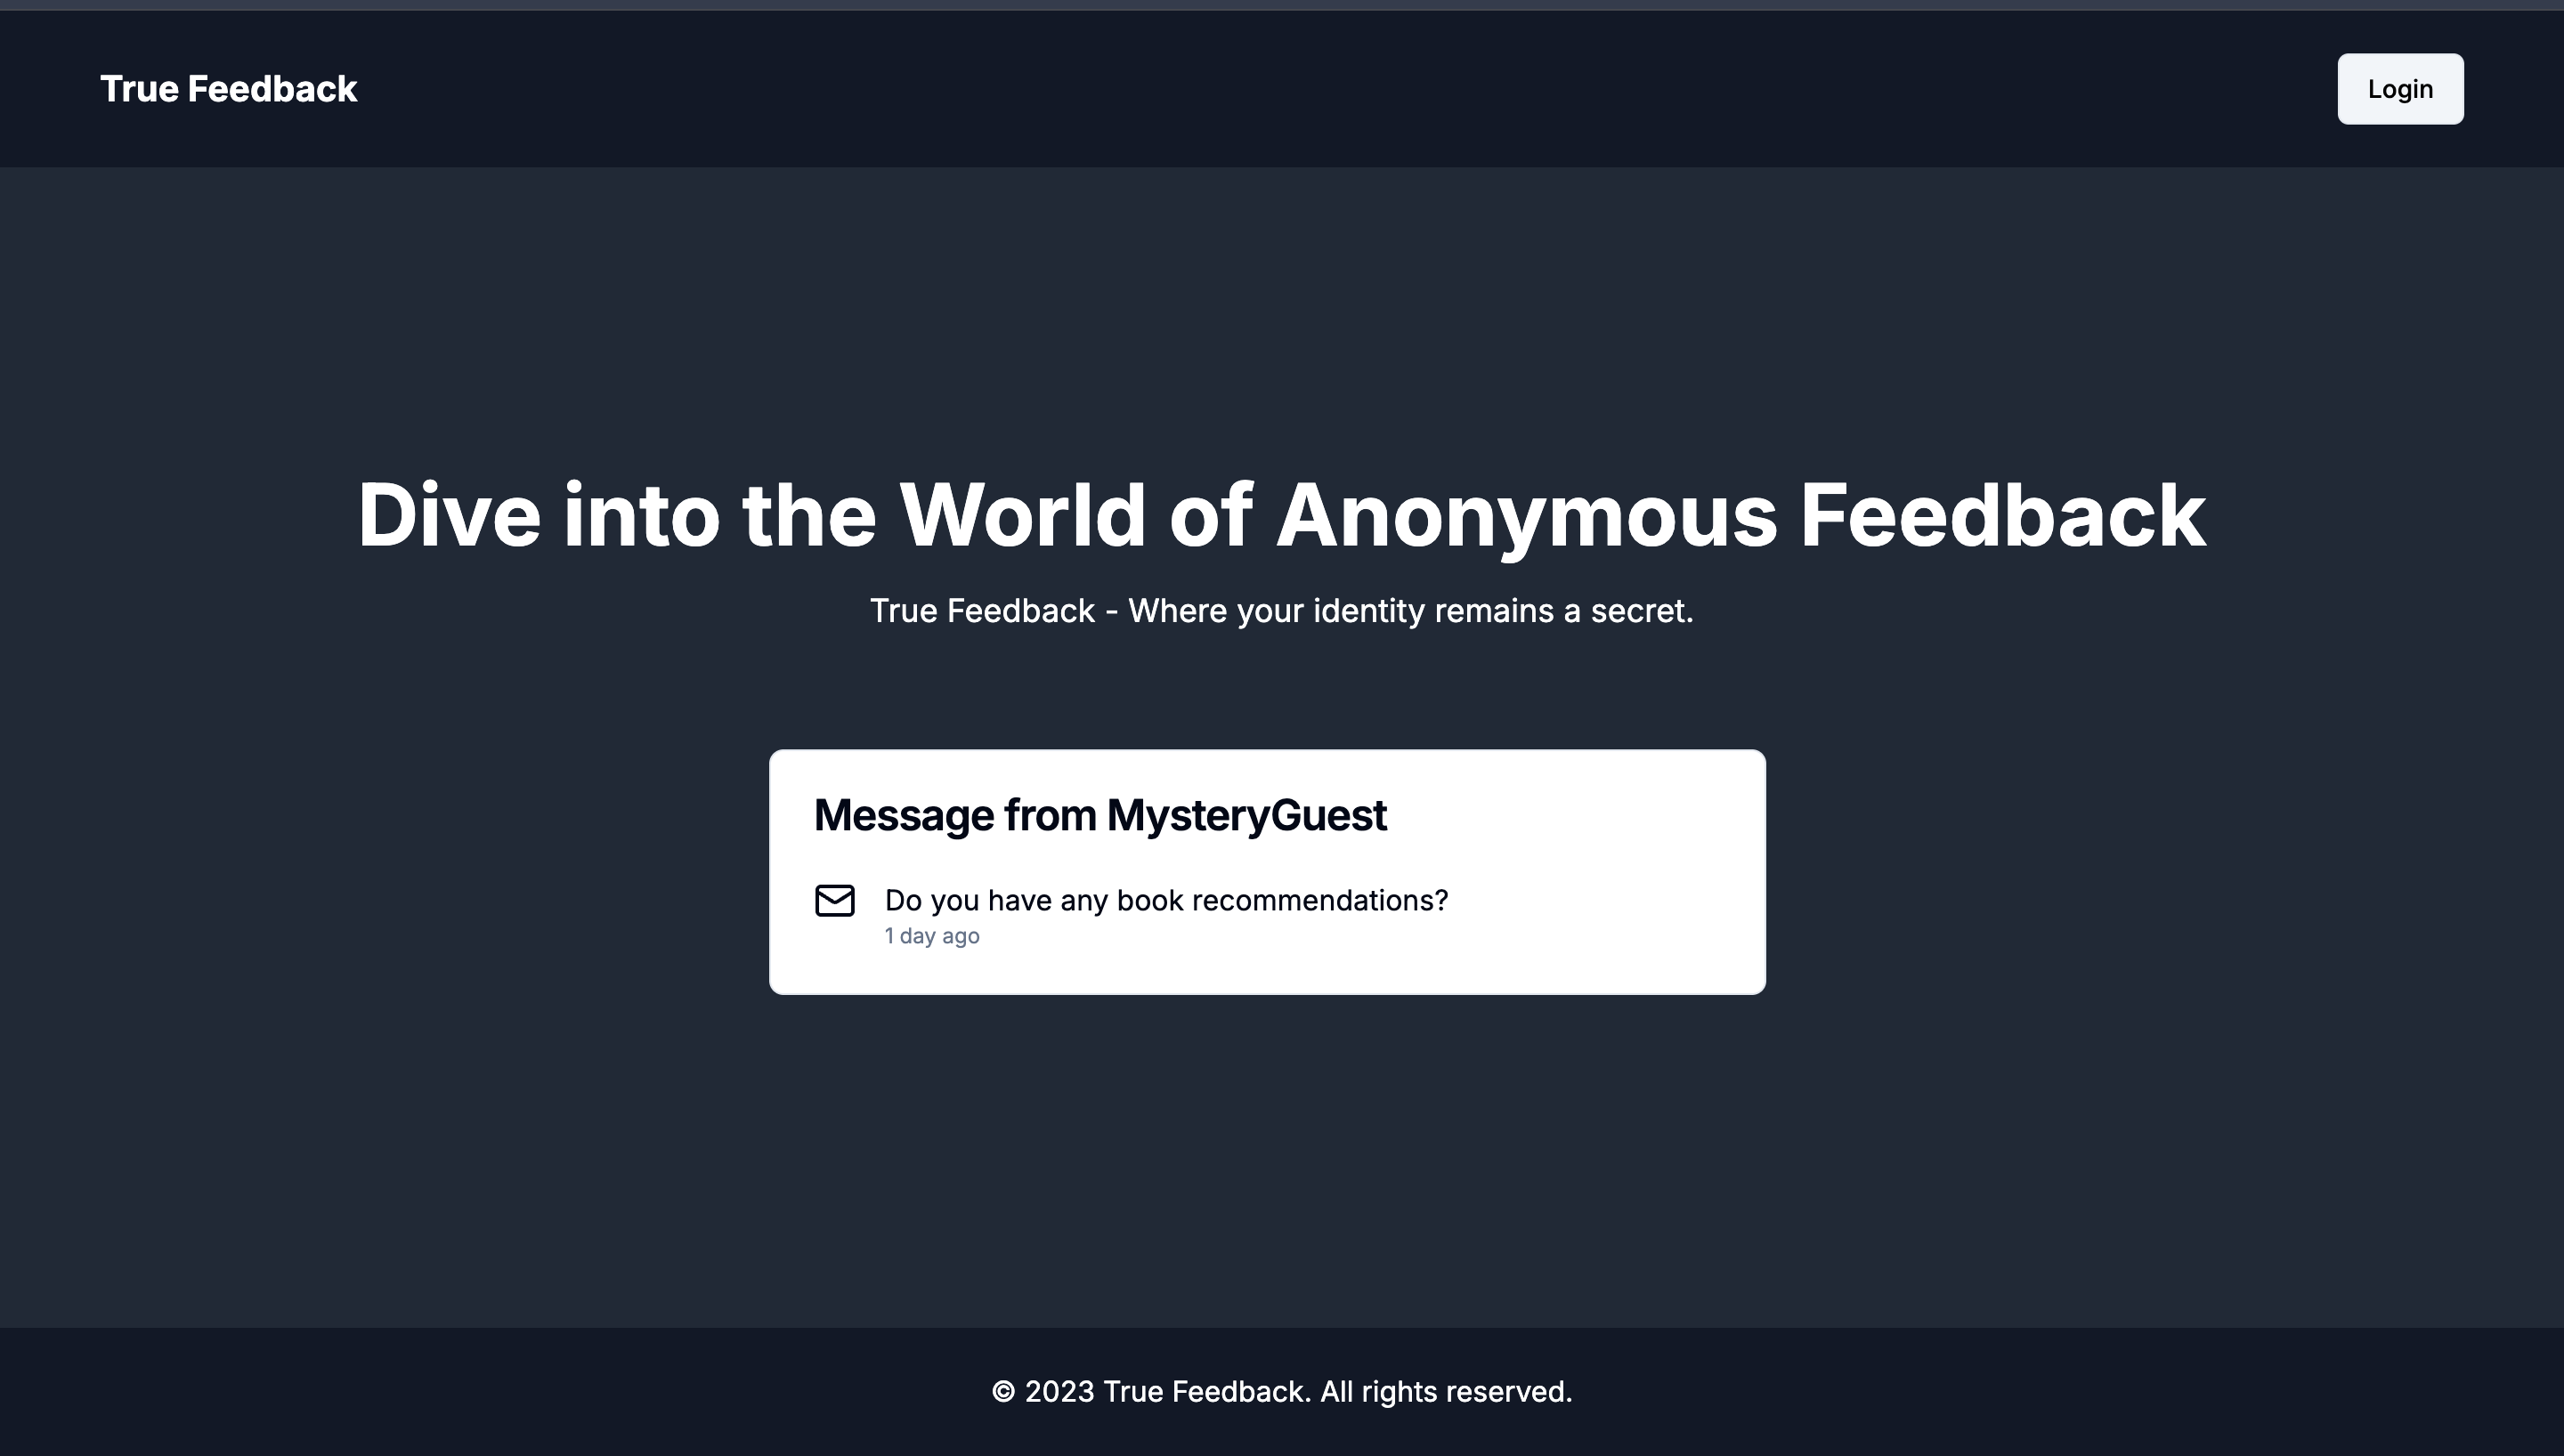 True Feedback
Login
Dive into the World of Anonymous Feedback
True Feedback - Where your identity remains a secret.
Message from MysteryGuest
Do you have any book recommendations?
1 day ago
© 2023 True Feedback. All rights reserved.